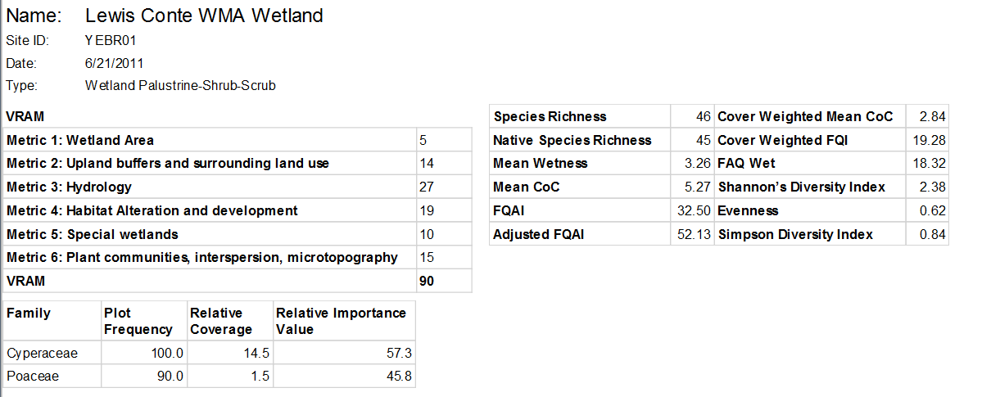 Name: Lewis Conte WMA Wetland
Site ID: YEBR01
Date: 6/21/2011
Type: Wetland Palustrine-Shrub-Scrub
VRAM
Metric 1: Wetland Area 5
Metric 2: Upland buffers and surrounding land use 14
Metric 3: Hydrology 27
Metric 4: Habitat Alteration and development 19
Metric 5: Special wetlands 10
Metric 6: Plant communities, interspersion, microtopography 15
VRAM 90
Species Richness 46 Cover Weighted Mean CoC 2.84
Native Species Richness 45 Cover Weighted FQI 19.28
Mean Wetness 3.26 FAQ Wet 18.32
Mean CoC 5.27 Shannon's Diversity Index 2.38
FQAI 32.50 Evenness 0.62
Adjusted FQAI 52.13 Simpson Diversity Index 0.84
Family Plot Relative Relative Importance
Frequency Coverage Value
Cyperaceae 100.0 14.5 57.3
Poaceae 90.0 1.5 45.8